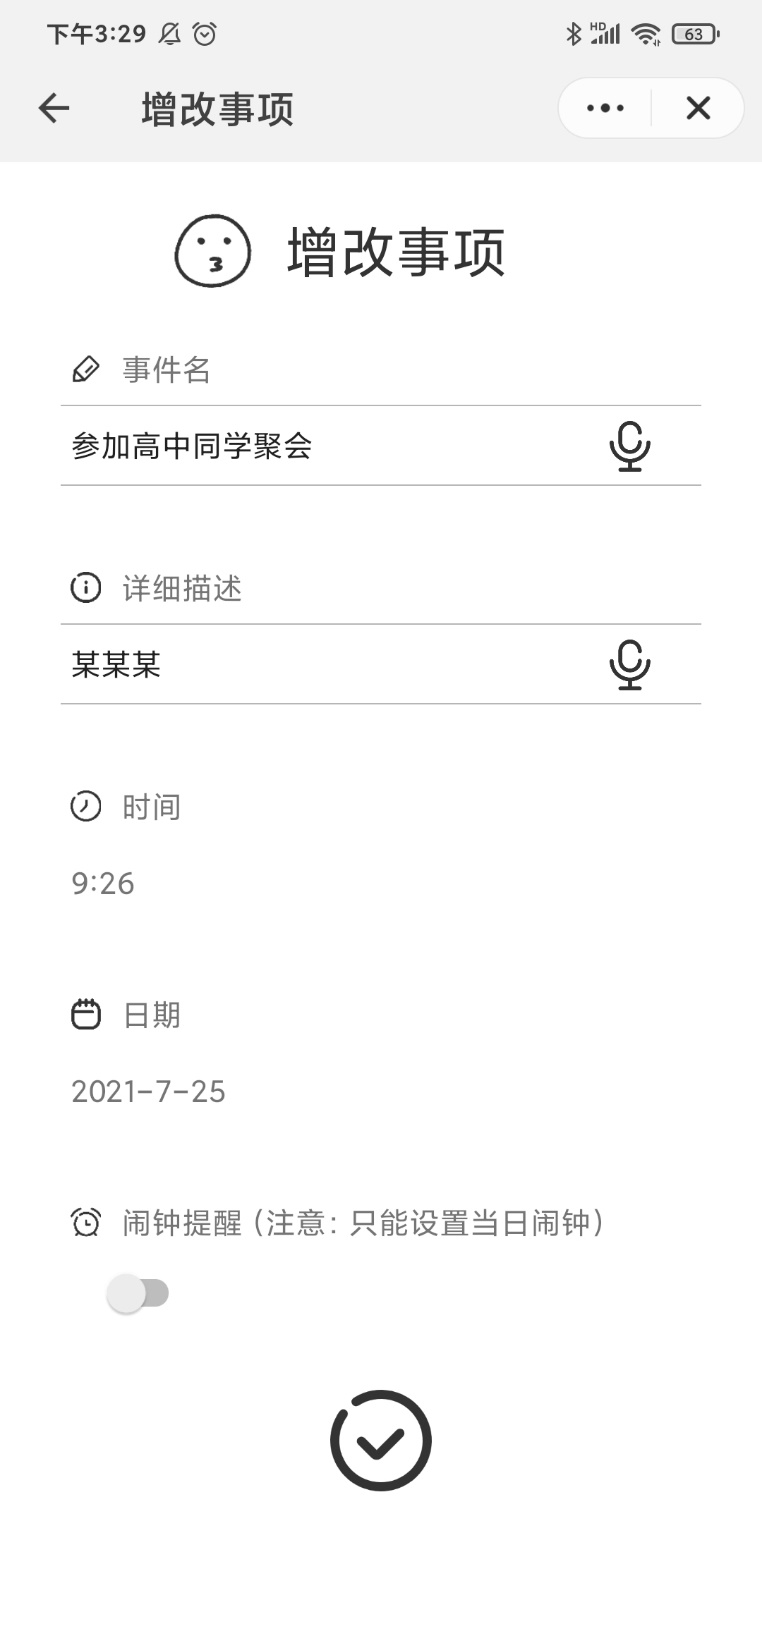 下午3:29
HD
63
增改事项
增改事项
事件名
参加高中同学聚会
详细描述
某某某
时间
9:26
日期
2021-7-25
闹钟提醒（注意：只能设置当日闹钟）